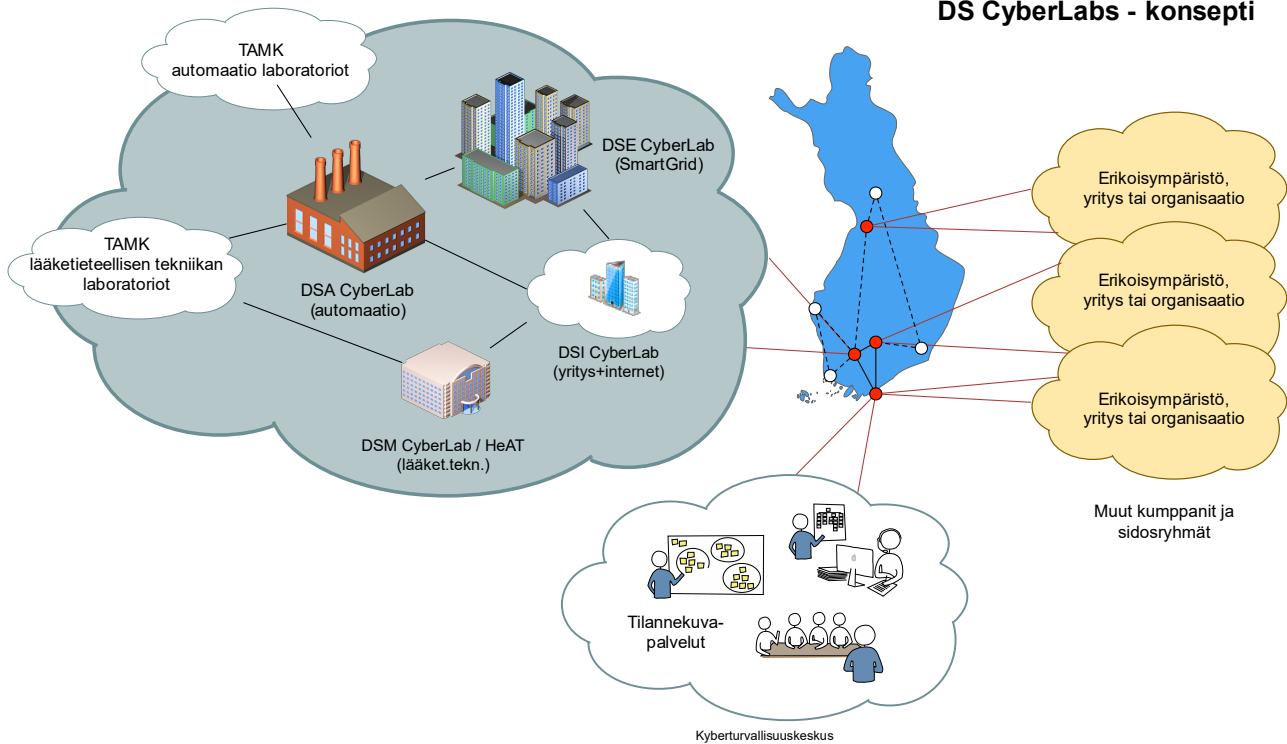 DS CyberLabs - konsepti
TAMK
automaatio laboratoriot
DSE CyberLab
(SmartGrid)
TAMK
lääketieteellisen tekniikan
laboratoriot
DSA CyberLab
(automaatio)
DSI CyberLab
(yritys+internet)
DSM CyberLab / HeAT
(lääket.tekn.)
Erikoisympäristö,
yritys tai organisaatio
Erikoisympäristö,
yritys tai organisaatio
Erikoisympäristö,
yritys tai organisaatio
Muut kumppanit ja
sidosryhmät
Tilannekuva-
palvelut
Kyberturvallisuuskeskus